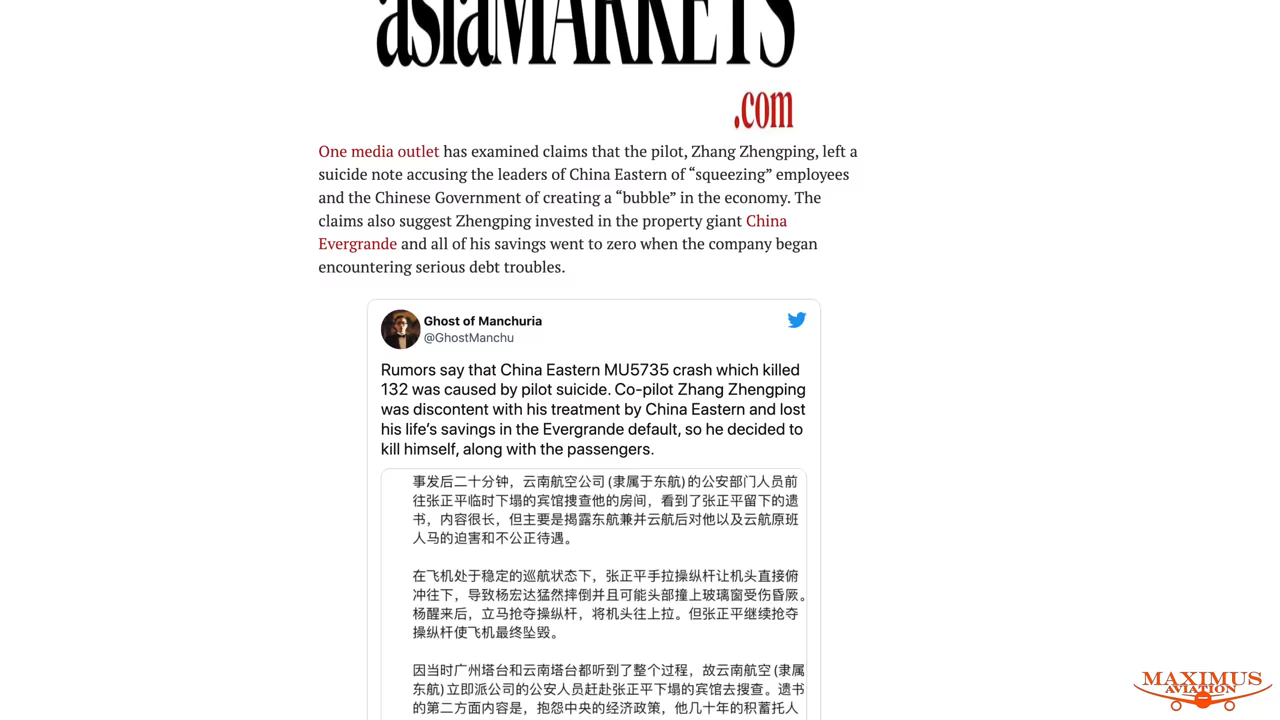 asiaMARKETS
.com
One media outlet has examined claims that the pilot, Zhang Zhengping, left a
suicide note accusing the leaders of China Eastern of “squeezing” employees
and the Chinese Government of creating a “bubble” in the economy. The
claims also suggest Zhengping invested in the property giant China
Evergrande and all of his savings went to zero when the company began
encountering serious debt troubles.
Ghost of Manchuria
@GhostManchu
Rumors say that China Eastern MU5735 crash which killed
132 was caused by pilot suicide. Co-pilot Zhang Zhengping
was discontent with his treatment by China Eastern and lost
his life’s savings in the Evergrande default, so he decided to
kill himself, along with the passengers.
事发后二十分钟，云南航空公司(隶属于东航)的公安部门人员前
往张正平临时下塌的宾馆搜查他的房间，看到了张正平留下的遗
书，内容很长，但主要是揭露东航兼并云航后对他以及云航原班
人马的迫害和不公正待遇。
在飞机处于稳定的巡航状态下，张正平手拉操纵杆让机头直接俯
冲往下，导致杨宏达猛然摔倒并且可能头部撞上玻璃窗受伤昏厥。
杨醒来后，立马抢夺操纵杆，将机头往上拉。但张正平继续抢夺
操纵杆使飞机最终坠毁。
因当时广州塔台和云南塔台都听到了整个过程，故云南航空(隶属
东航)立即派公司的公安人员赶赴张正平下塌的宾馆去搜查。遗书
的第二方面内容是，抱怨中央的经济政策，他几十年的积蓄托人
MAXIMUS
AVIATION